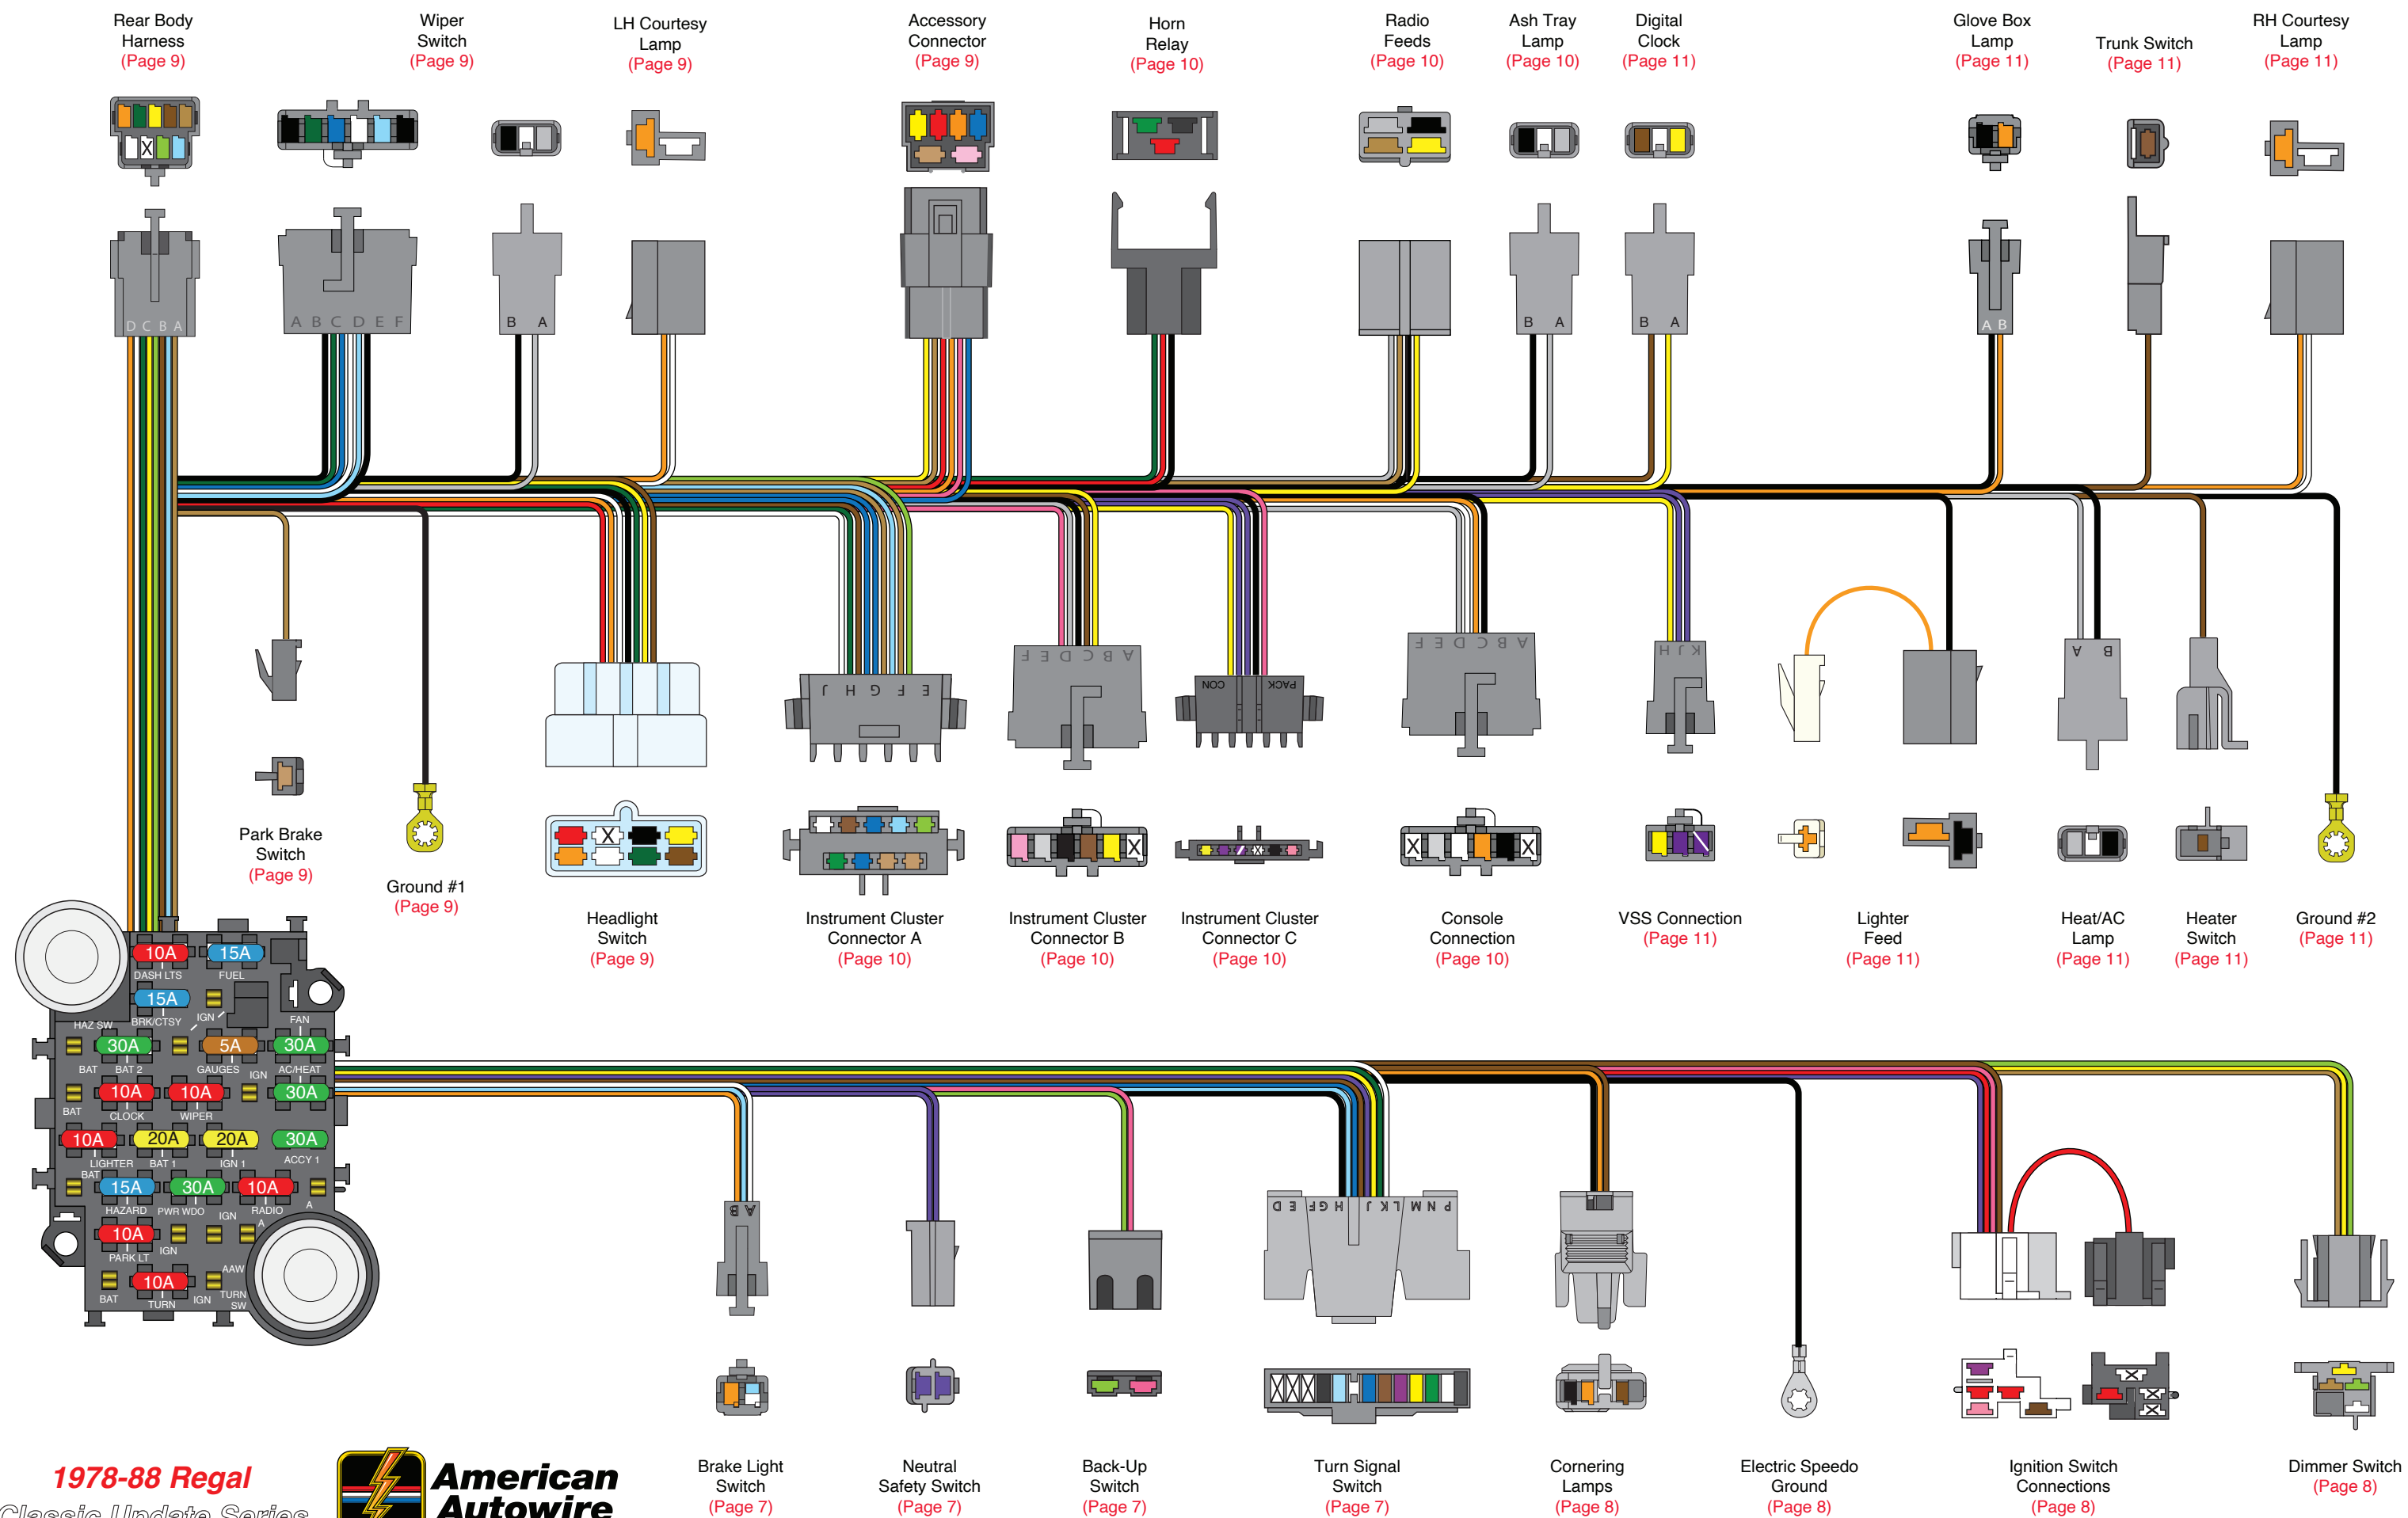 Rear Body
Harness
(Page 9)
Wiper
Switch
(Page 9)
LH Courtesy
Lamp
(Page 9)
Accessory
Connector
(Page 9)
Horn
Relay
(Page 10)
Radio
Feeds
(Page 10)
Ash Tray
Lamp
(Page 10)
Digital
Clock
(Page 11)
Glove Box
Lamp
(Page 11)
Trunk Switch
(Page 11)
RH Courtesy
Lamp
(Page 11)
X
D C B A
A B C D E F
B A
B A
B A
A B
J H G F E
F E D C B A
CON PACK
F E D C B A
H J K
A B
X
X
X
X X
Park Brake
Switch
(Page 9)
Ground #1
(Page 9)
Headlight
Switch
(Page 9)
Instrument Cluster
Connector A
(Page 10)
Instrument Cluster
Connector B
(Page 10)
Instrument Cluster
Connector C
(Page 10)
Console
Connection
(Page 10)
VSS Connection
(Page 11)
Lighter
Feed
(Page 11)
Heat/AC
Lamp
(Page 11)
Heater
Switch
(Page 11)
Ground #2
(Page 11)
10A 15A
DASH LTS FUEL
15A
HAZ SW BRK/CTSY IGN FAN
30A 5A 30A
BAT BAT 2 GAUGES IGN AC/HEAT
10A 10A 30A
BAT CLOCK WIPER
10A 20A 20A 30A
LIGHTER BAT 1 IGN 1 ACCY 1
BAT
15A 30A 10A
HAZARD PWR WDO IGN RADIO A
A
10A
PARK LT IGN
AAW
10A
BAT TURN IGN TURN
SW
B A
E D F G H J K L M N P
X X X
X
X
X
Brake Light
Switch
(Page 7)
Neutral
Safety Switch
(Page 7)
Back-Up
Switch
(Page 7)
Turn Signal
Switch
(Page 7)
Cornering
Lamps
(Page 8)
Electric Speedo
Ground
(Page 8)
Ignition Switch
Connections
(Page 8)
Dimmer Switch
(Page 8)
1978-88 Regal
Classic Update Series
American
Autowire